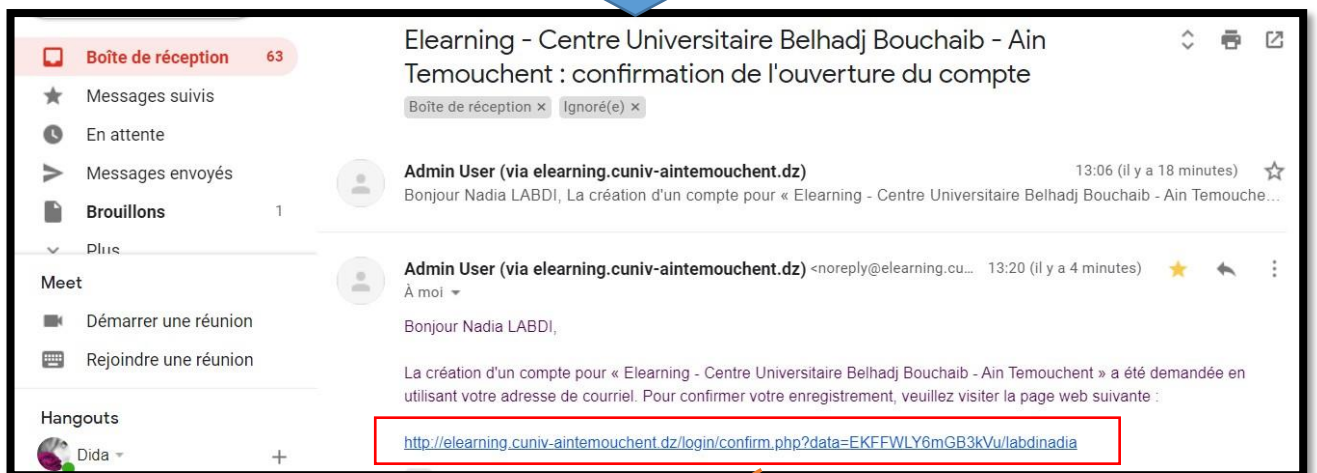 Boîte de réception 63
Messages suivis
En attente
Messages envoyés
Brouillons 1
Plus
Meet
Démarrer une réunion
Rejoindre une réunion
Hangouts
Dida
Elearning - Centre Universitaire Belhadj Bouchaib - Ain
Temouchent : confirmation de l'ouverture du compte
Boîte de réception × Ignoré(e) ×
Admin User (via elearning.cuniv-aintemouchent.dz) 13:06 (il y a 18 minutes)
Bonjour Nadia LABDI, La création d'un compte pour « Elearning - Centre Universitaire Belhadj Bouchaib - Ain Temouche...
Admin User (via elearning.cuniv-aintemouchent.dz) <noreply@elearning.cu... 13:20 (il y a 4 minutes)
À moi
Bonjour Nadia LABDI,
La création d'un compte pour « Elearning - Centre Universitaire Belhadj Bouchaib - Ain Temouchent » a été demandée en
utilisant votre adresse de courriel. Pour confirmer votre enregistrement, veuillez visiter la page web suivante :
http://elearning.cuniv-aintemouchent.dz/login/confirm.php?data=EKFFWLY6mGB3kVu/labdinadia